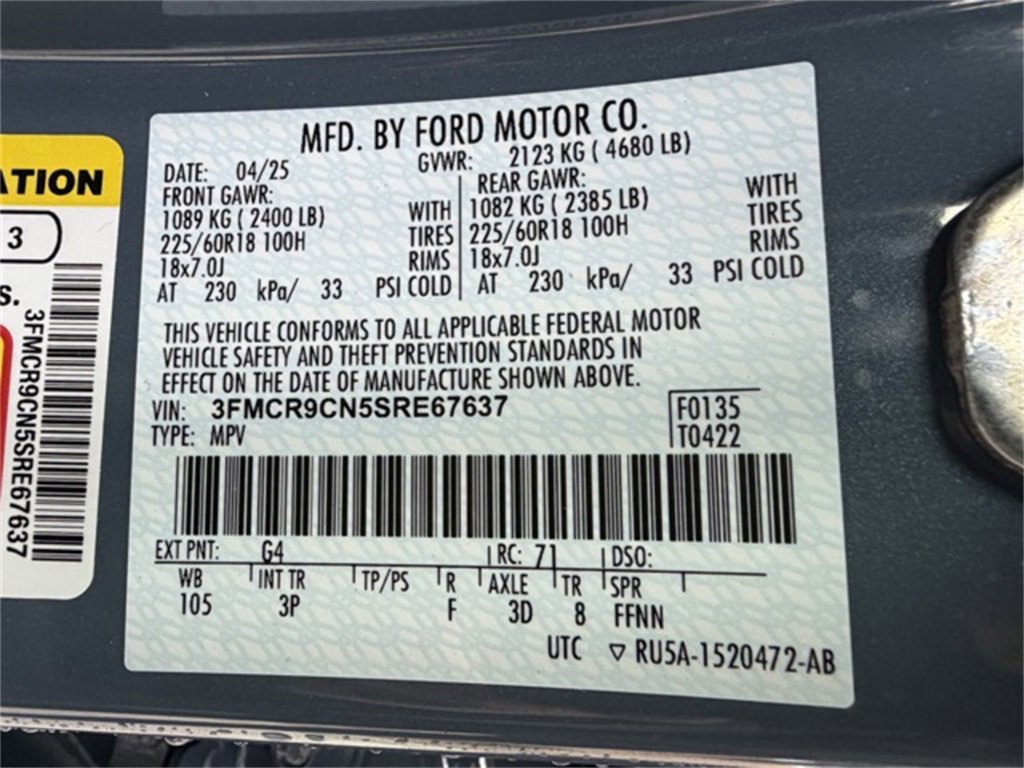 MFD. BY FORD MOTOR CO.
DATE: 04/25 GVWR: 2123 KG ( 4680 LB)
FRONT GAWR: REAR GAWR:
1089 KG ( 2400 LB) WITH 1082 KG ( 2385 LB) WITH
225/60R18 100H TIRES 225/60R18 100H TIRES
18x7.0J RIMS 18x7.0J RIMS
AT 230 kPa/ 33 PSI COLD AT 230 kPa/ 33 PSI COLD
THIS VEHICLE CONFORMS TO ALL APPLICABLE FEDERAL MOTOR
VEHICLE SAFETY AND THEFT PREVENTION STANDARDS IN
EFFECT ON THE DATE OF MANUFACTURE SHOWN ABOVE.
VIN: 3FMCR9CN5SRE67637 F0135
TYPE: MPV T0422
EXT PNT: G4 RC: 71 DSO:
WB INT TR TP/PS R AXLE TR SPR
105 3P F 3D 8 FFNN
UTC ▽ RU5A-1520472-AB
ATION
3
s.
3FMCR9CN5SRE67637